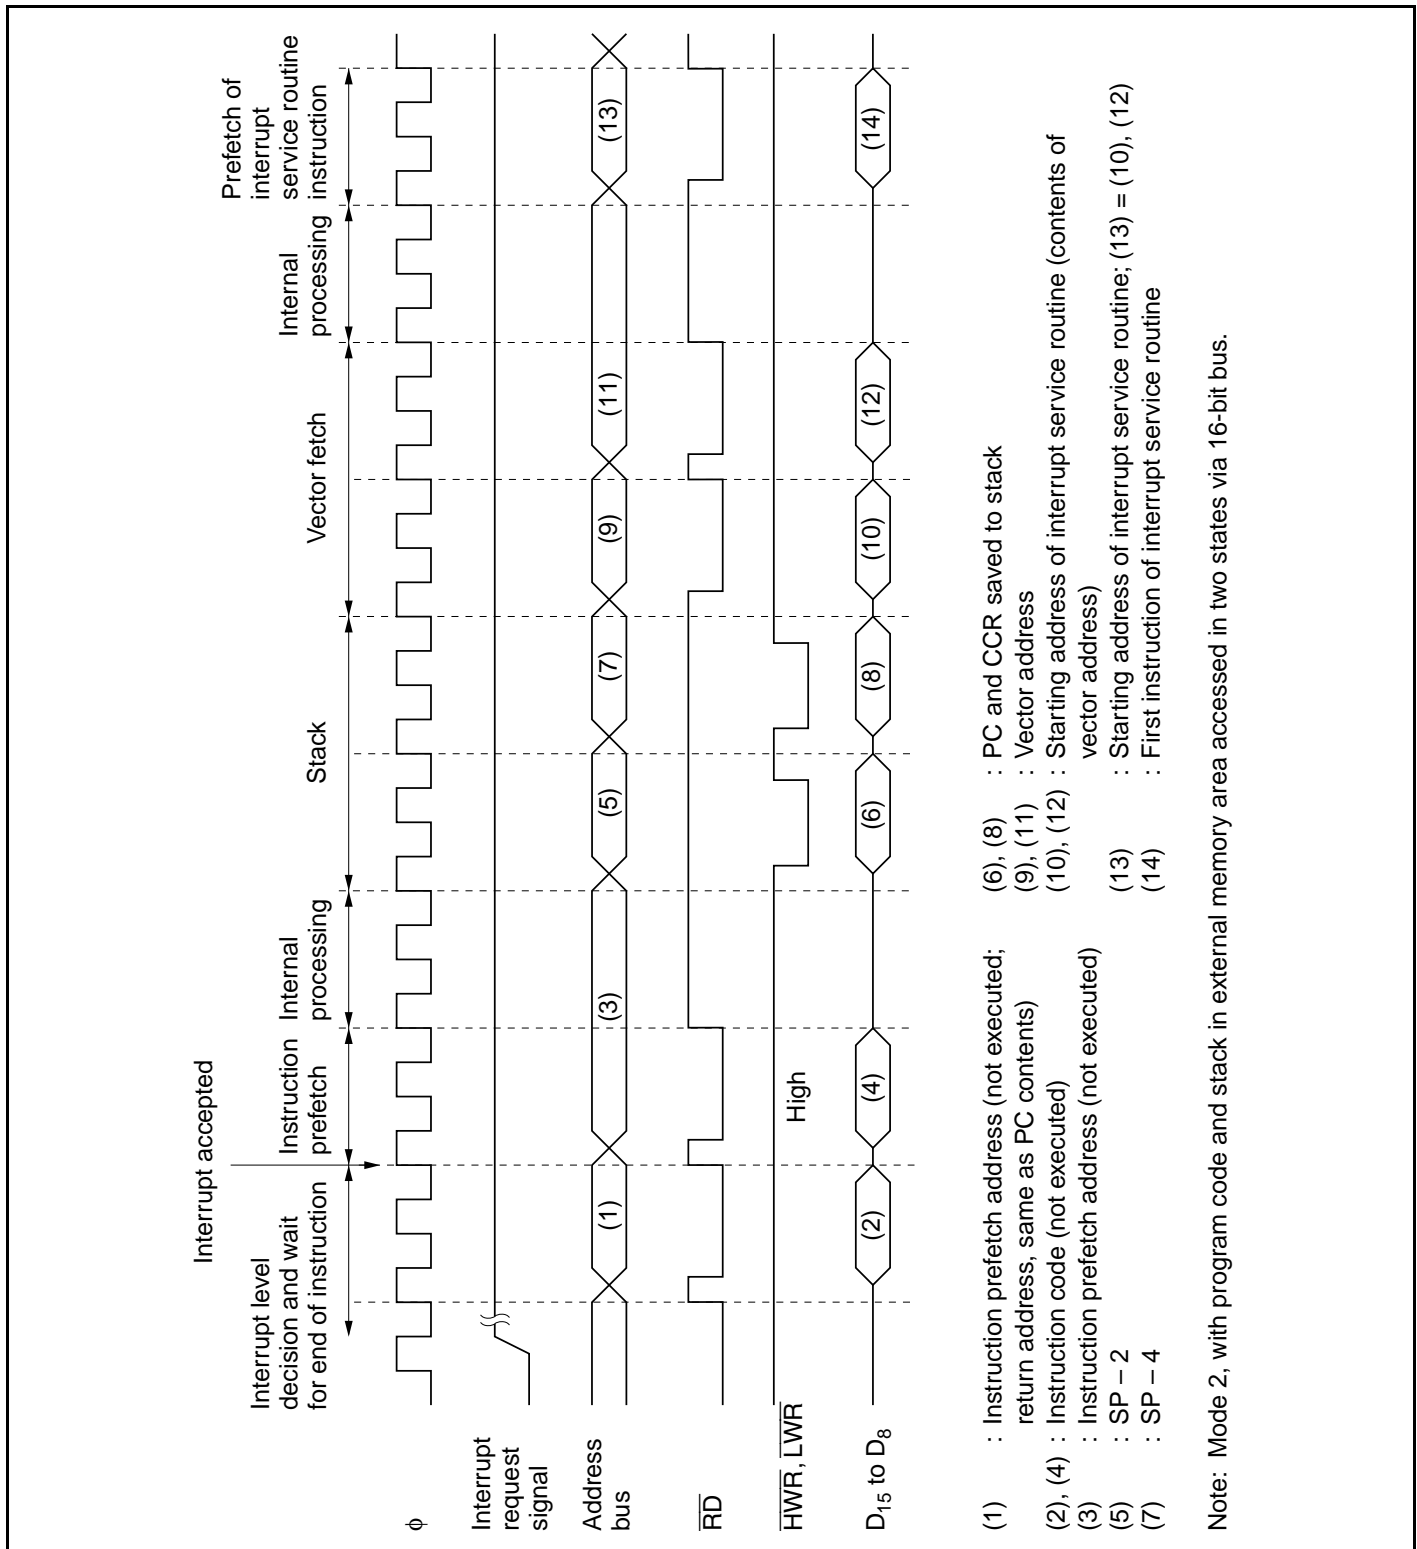 Interrupt accepted
Interrupt level
decision and wait
for end of instruction
Instruction
prefetch
Internal
processing
Stack
Vector fetch
Internal
processing
Prefetch of
interrupt
service routine
instruction
φ
Interrupt
request
signal
Address
bus
(1)
(3)
(5)
(7)
(9)
(11)
(13)
RD
HWR, LWR
High
D15 to D8
(2)
(4)
(6)
(8)
(10)
(12)
(14)
(1) : Instruction prefetch address (not executed;
return address, same as PC contents)
(2), (4) : Instruction code (not executed)
(3) : Instruction prefetch address (not executed)
(5) : SP – 2
(7) : SP – 4
(6), (8) : PC and CCR saved to stack
(9), (11) : Vector address
(10), (12) : Starting address of interrupt service routine (contents of
vector address)
(13) : Starting address of interrupt service routine; (13) = (10), (12)
(14) : First instruction of interrupt service routine
Note: Mode 2, with program code and stack in external memory area accessed in two states via 16-bit bus.